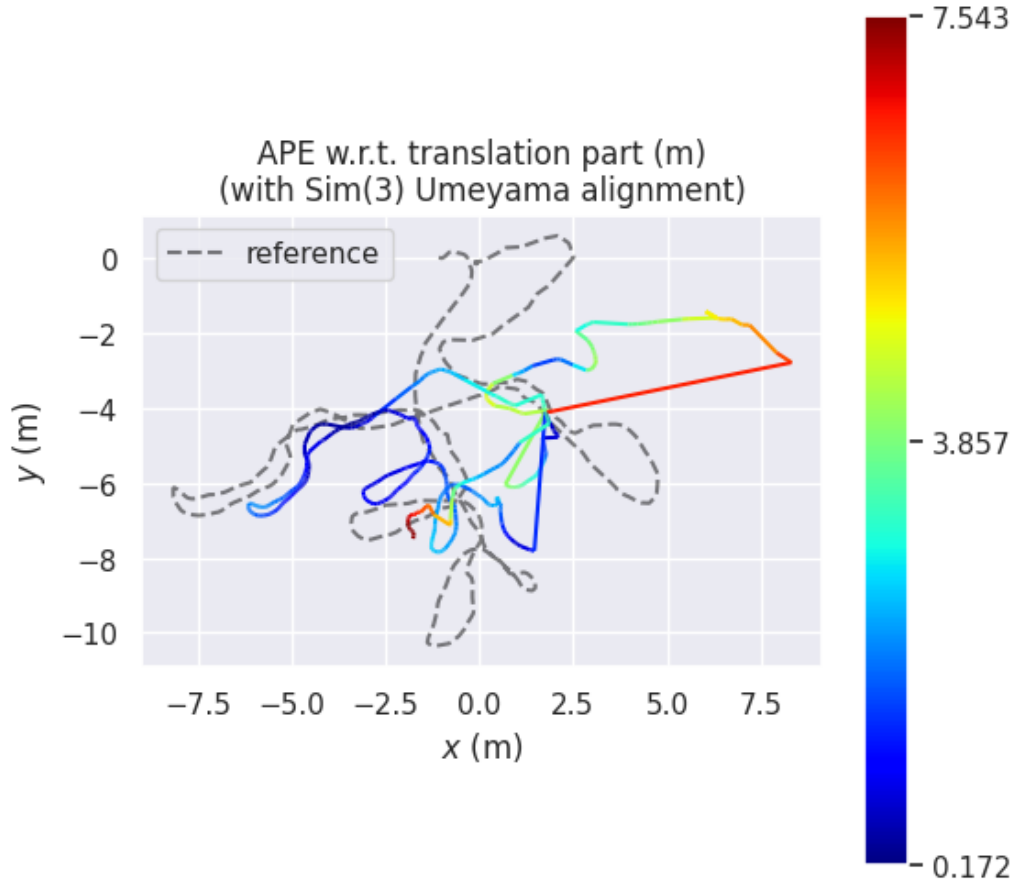 APE w.r.t. translation part (m)
(with Sim(3) Umeyama alignment)
reference
0
−2
−4
−6
−8
−10
y (m)
−7.5 −5.0 −2.5 0.0 2.5 5.0 7.5
x (m)
7.543
3.857
0.172